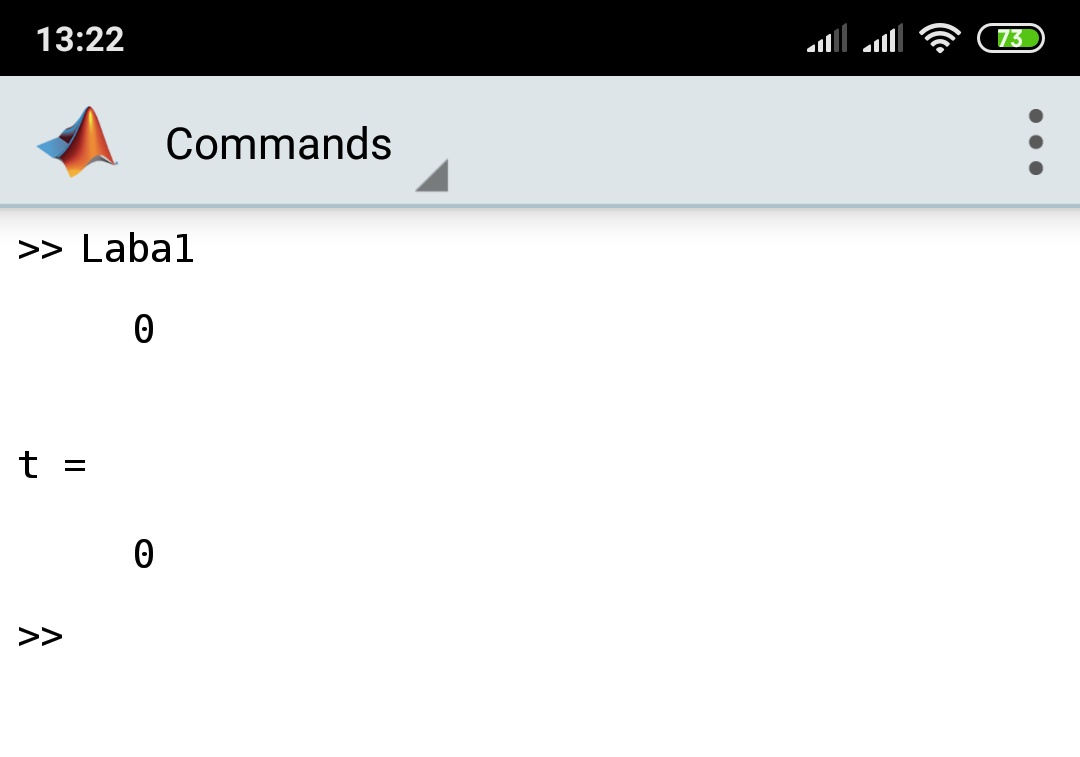 13:22
73
Commands
>> Laba1
0
t =
0
>>